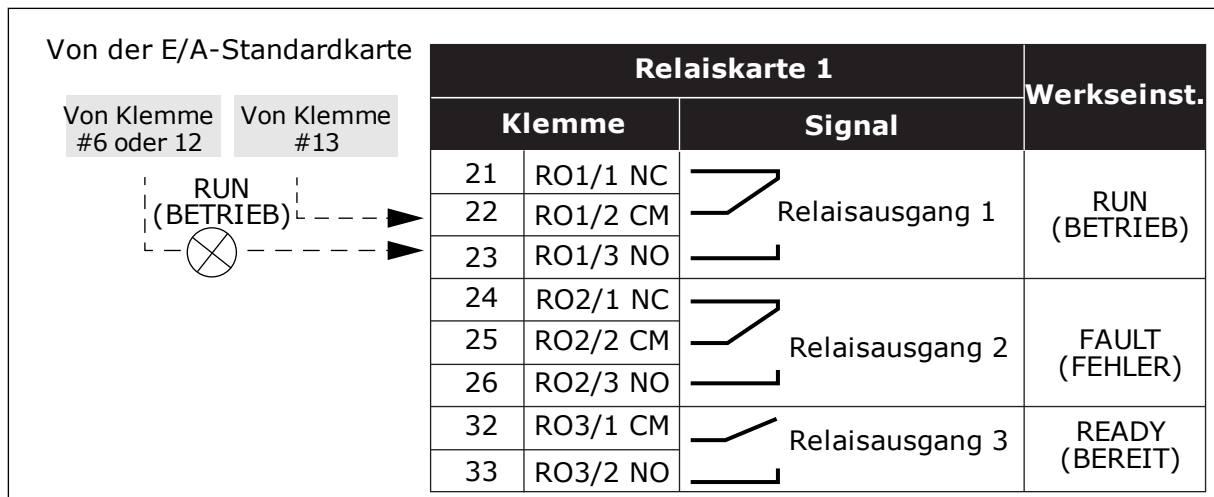 Von der E/A-Standardkarte
Von Klemme
#6 oder 12
Von Klemme
#13
RUN
(BETRIEB)
Relaiskarte 1
Werkseinst.
Klemme
Signal
21
RO1/1 NC
22
RO1/2 CM
23
RO1/3 NO
Relaisausgang 1
RUN
(BETRIEB)
24
RO2/1 NC
25
RO2/2 CM
26
RO2/3 NO
Relaisausgang 2
FAULT
(FEHLER)
32
RO3/1 CM
33
RO3/2 NO
Relaisausgang 3
READY
(BEREIT)